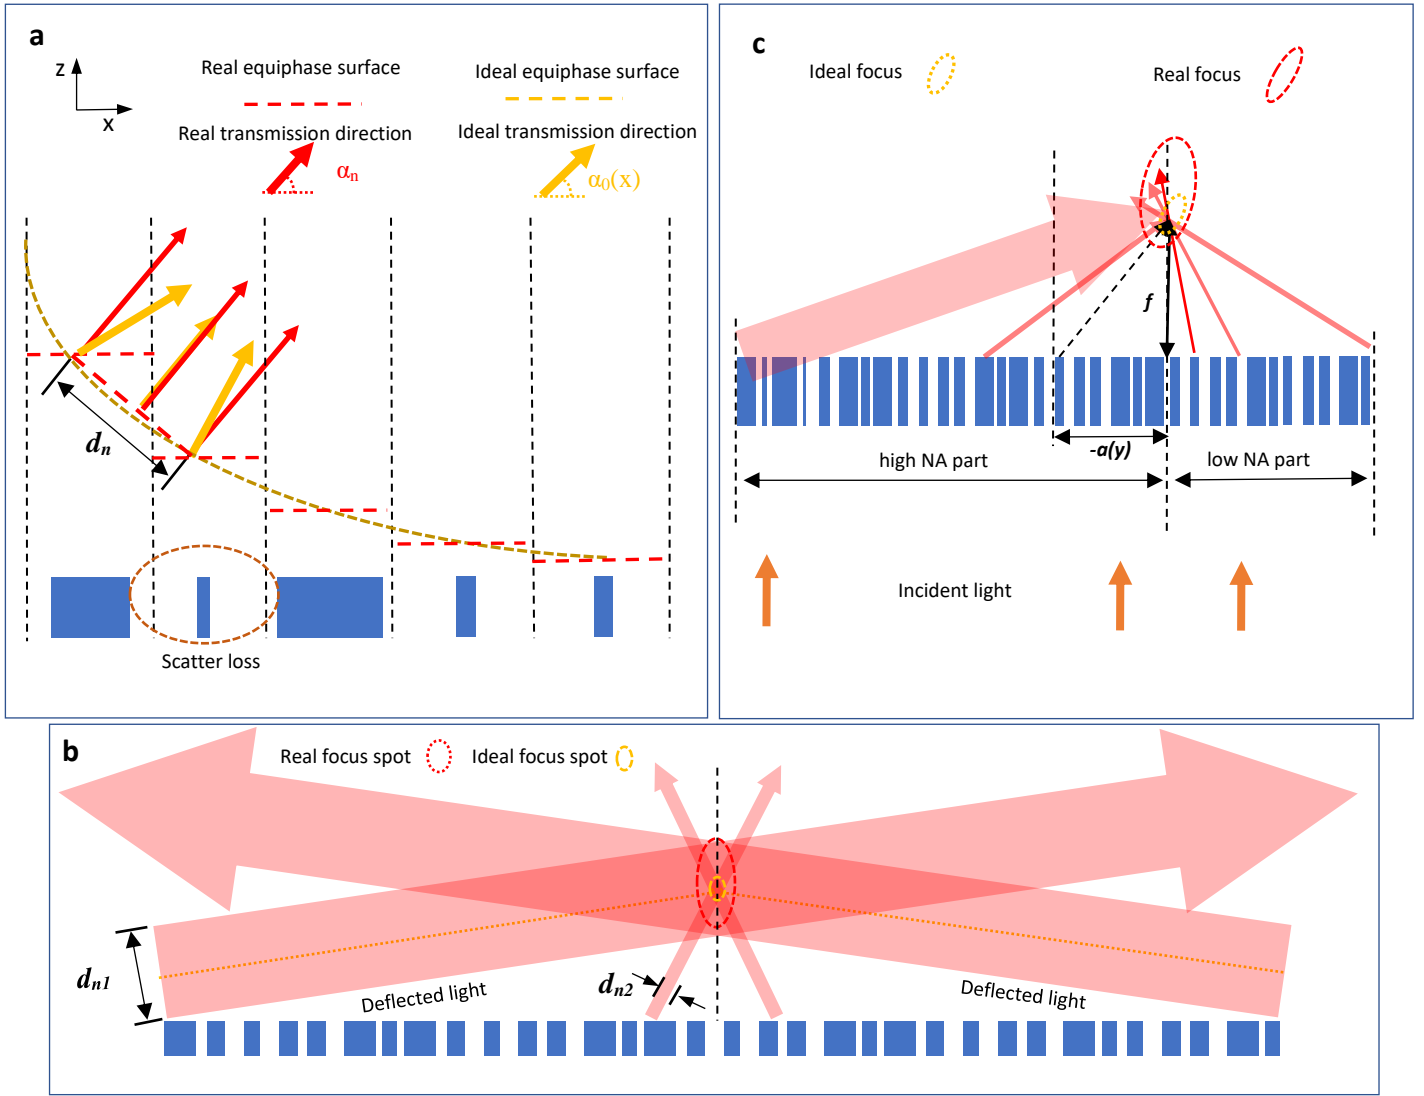 a
z
x
Real equiphase surface
Ideal equiphase surface
Real transmission direction
Ideal transmission direction
αn
α0(x)
dn
Scatter loss
c
Ideal focus
Real focus
f
-a(y)
high NA part
low NA part
Incident light
b
Real focus spot
Ideal focus spot
dn1
Deflected light
dn2
Deflected light